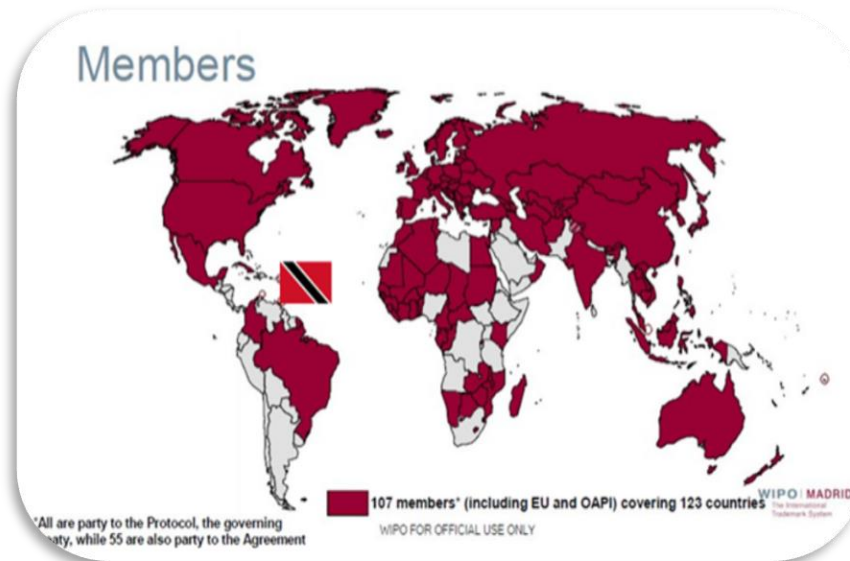 Members
107 members* (including EU and OAPI) covering 123 countries
WIPO | MADRID
The International
Trademark System
*All are party to the Protocol, the governing
eaty, while 55 are also party to the Agreement
WIPO FOR OFFICIAL USE ONLY